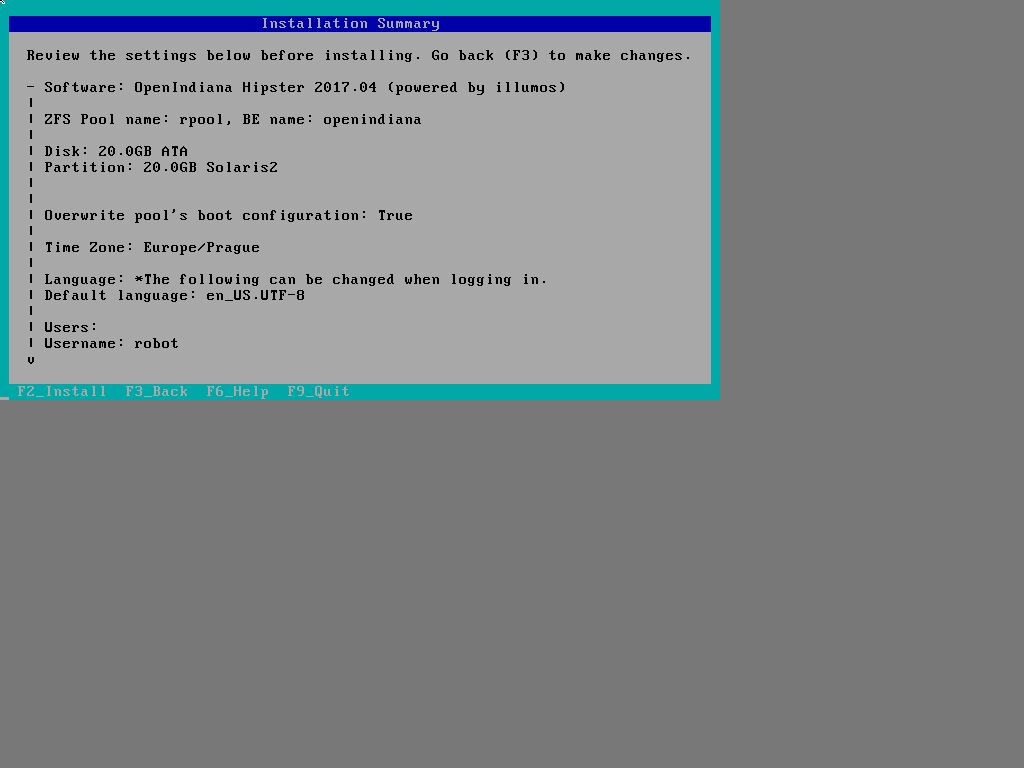 Installation Summary
Review the settings below before installing. Go back (F3) to make changes.
- Software: OpenIndiana Hipster 2017.04 (powered by illumos)
|
| ZFS Pool name: rpool, BE name: openindiana
|
| Disk: 20.0GB ATA
| Partition: 20.0GB Solaris2
|
|
| Overwrite pool's boot configuration: True
|
| Time Zone: Europe/Prague
|
| Language: *The following can be changed when logging in.
| Default language: en_US.UTF-8
|
| Users:
| Username: robot
v
F2_Install  F3_Back  F6_Help  F9_Quit